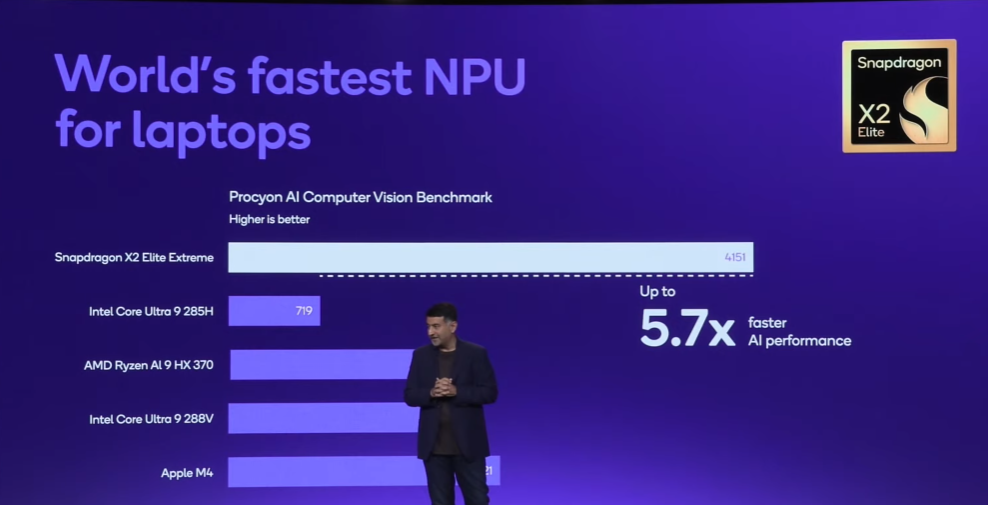 World's fastest NPU
for laptops
Snapdragon
X2
Elite
Procyon AI Computer Vision Benchmark
Higher is better
Snapdragon X2 Elite Extreme
4151
Up to
5.7x
faster
AI performance
Intel Core Ultra 9 285H
719
AMD Ryzen AI 9 HX 370
Intel Core Ultra 9 288V
Apple M4
21